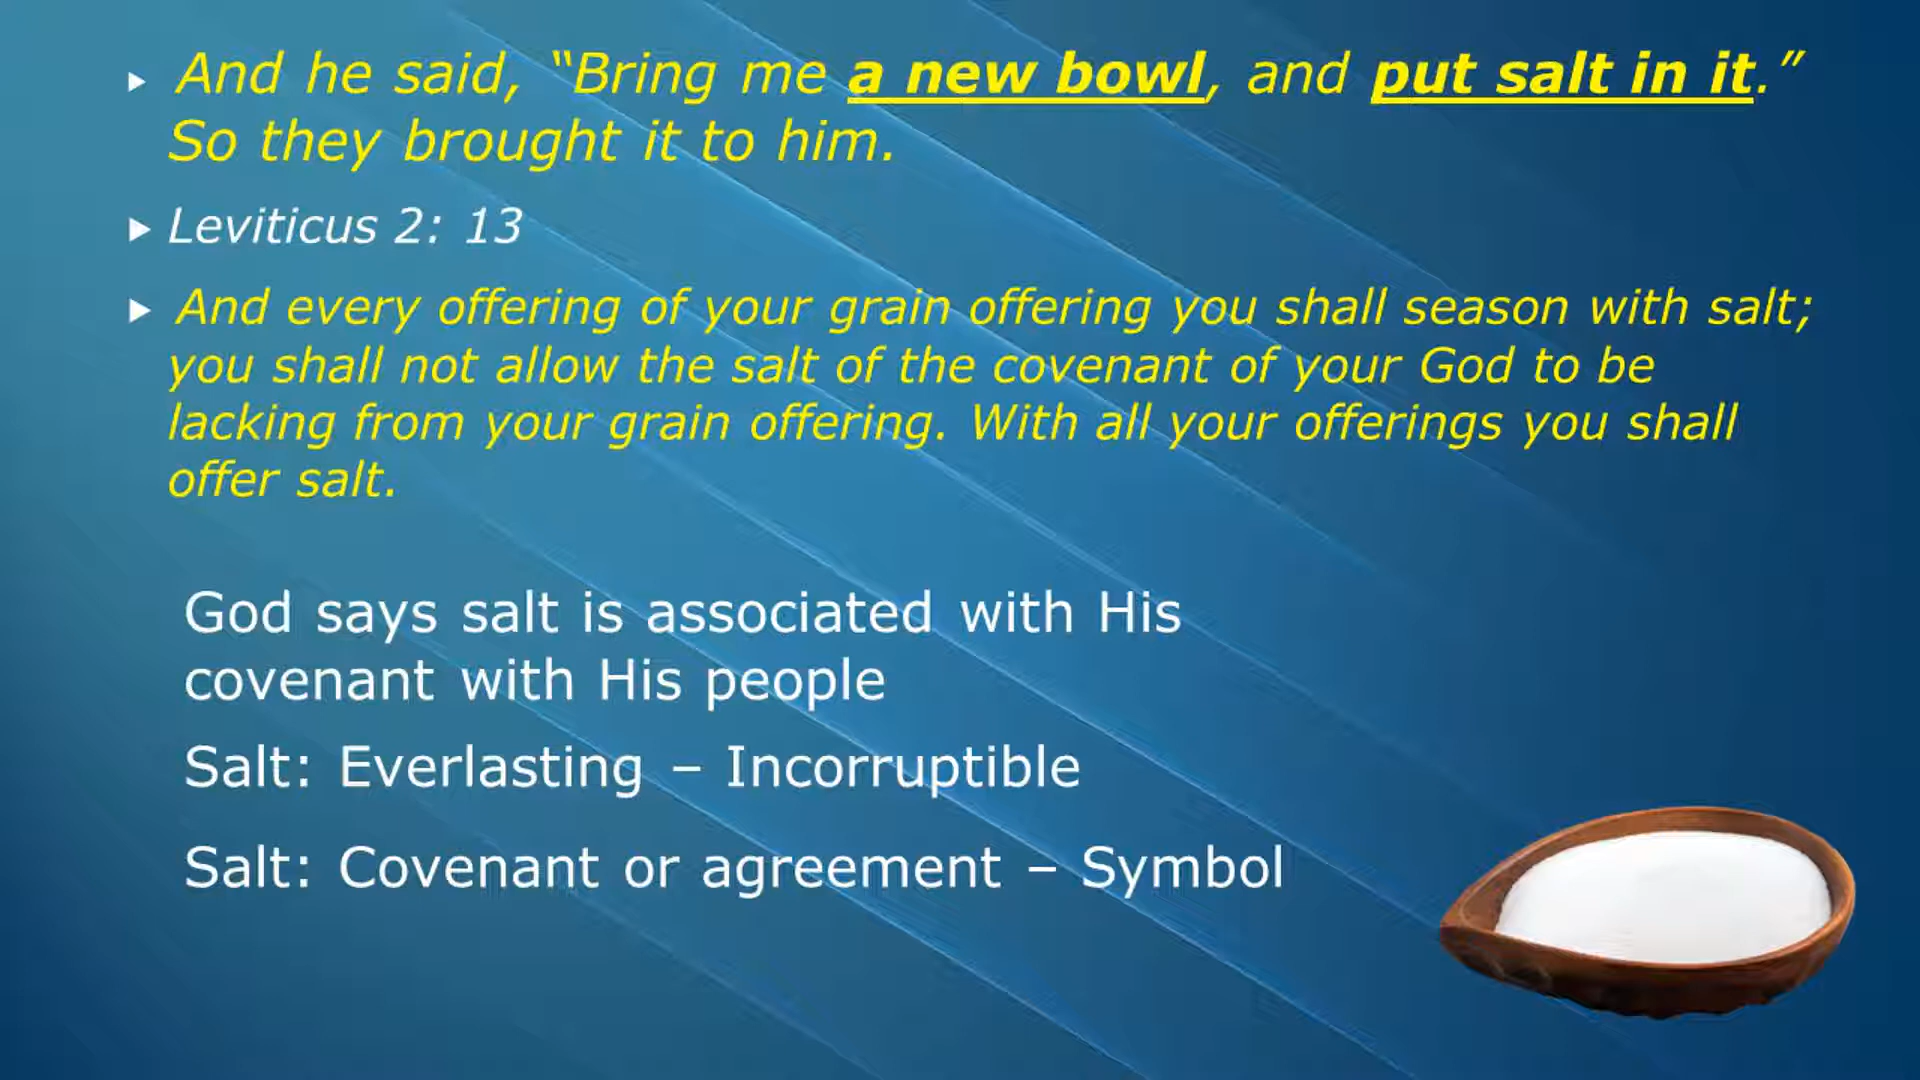 And he said, “Bring me a new bowl, and put salt in it.”
So they brought it to him.
Leviticus 2: 13
And every offering of your grain offering you shall season with salt;
you shall not allow the salt of the covenant of your God to be
lacking from your grain offering. With all your offerings you shall
offer salt.
God says salt is associated with His
covenant with His people
Salt: Everlasting – Incorruptible
Salt: Covenant or agreement – Symbol